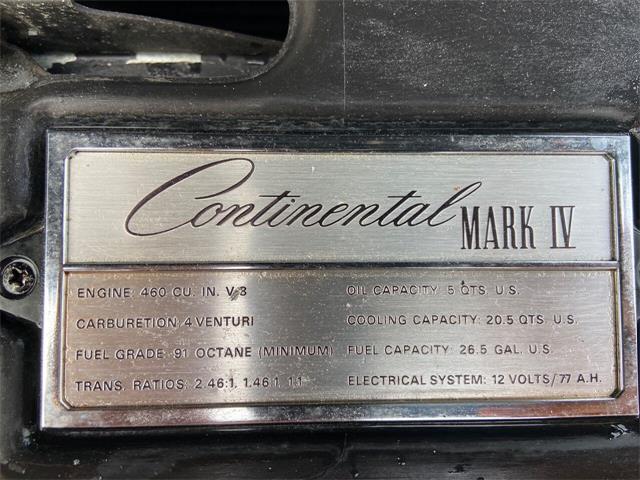 Continental MARK IV
ENGINE: 460 CU. IN. V 8
CARBURETION: 4 VENTURI
FUEL GRADE: 91 OCTANE (MINIMUM)
TRANS. RATIOS: 2.46:1, 1.46:1, 1:1
OIL CAPACITY: 5 QTS. U.S.
COOLING CAPACITY: 20.5 QTS. U.S.
FUEL CAPACITY: 26.5 GAL. U.S.
ELECTRICAL SYSTEM: 12 VOLTS/77 A.H.